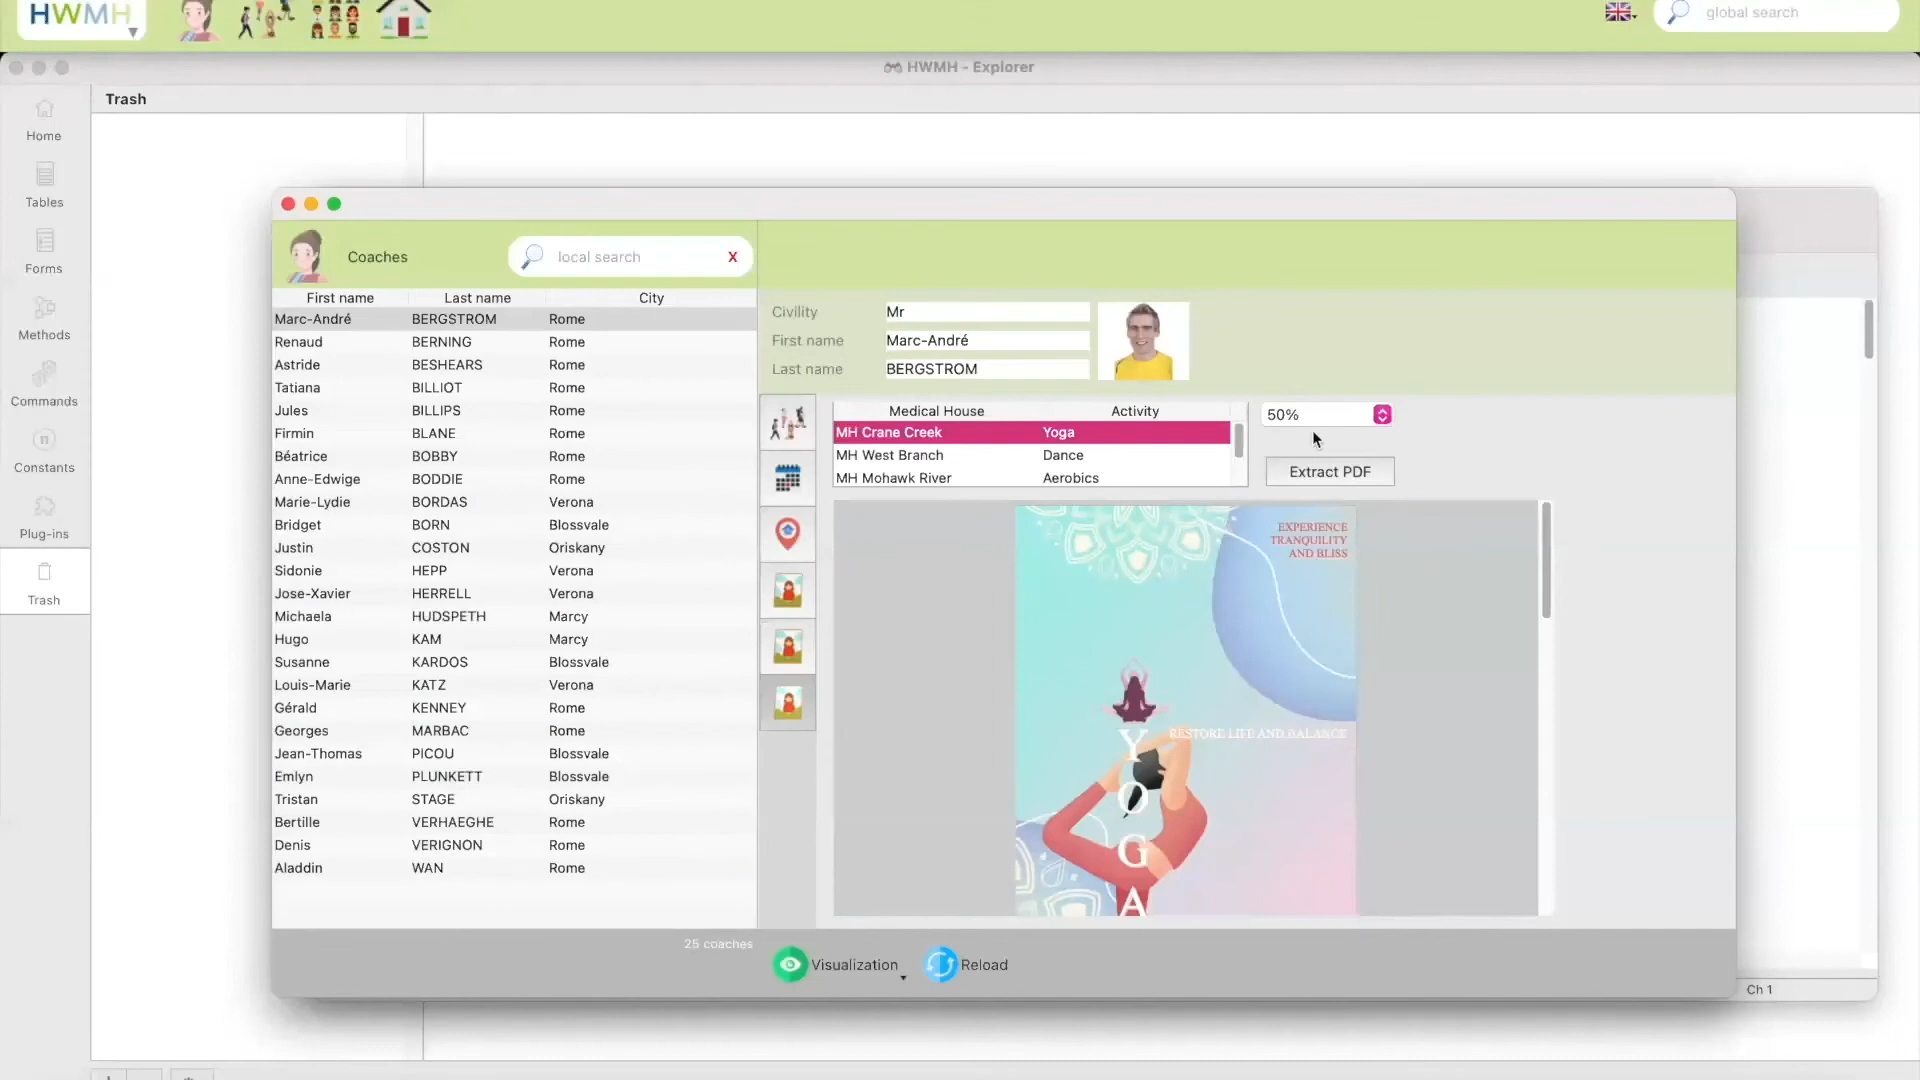 HWMH
global search
HWMH - Explorer
Trash
Home
Tables
Forms
Methods
Commands
Constants
Plug-ins
Trash
Coaches
local search
X
First name Last name City
Marc-André BERGSTROM Rome
Renaud BERNING Rome
Astride BESHEARS Rome
Tatiana BILLIOT Rome
Jules BILLIPS Rome
Firmin BLANE Rome
Béatrice BOBBY Rome
Anne-Edwige BODDIE Rome
Marie-Lydie BORDAS Verona
Bridget BORN Blossvale
Justin COSTON Oriskany
Sidonie HEPP Verona
Jose-Xavier HERRELL Verona
Michaela HUDSPETH Marcy
Hugo KAM Marcy
Susanne KARDOS Blossvale
Louis-Marie KATZ Verona
Gérald KENNEY Rome
Georges MARBAC Rome
Jean-Thomas PICOU Blossvale
Emlyn PLUNKETT Blossvale
Tristan STAGE Oriskany
Bertille VERHAEGHE Rome
Denis VERIGNON Rome
Aladdin WAN Rome
25 coaches
Civility Mr
First name Marc-André
Last name BERGSTROM
Medical House Activity
MH Crane Creek Yoga
MH West Branch Dance
MH Mohawk River Aerobics
50%
Extract PDF
EXPERIENCE
TRANQUILITY
AND BLISS
RESTORE LIFE AND BALANCE
Y
O
G
A
Visualization
Reload
Ch 1